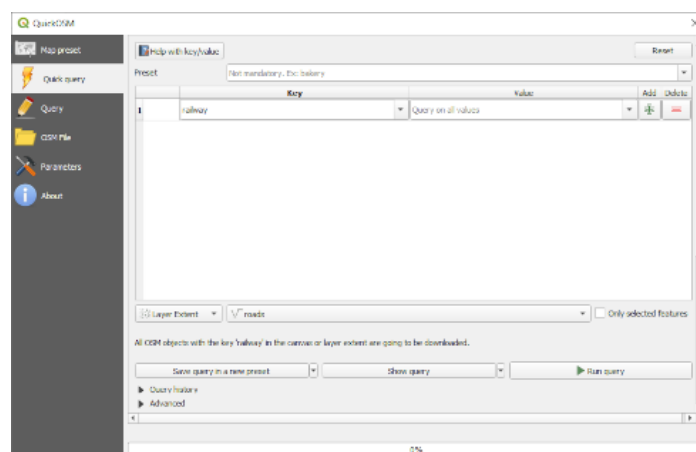 QuickOSM
Map preset
Quick query
Query
OSM File
Parameters
About
Help with key/value
Reset
Preset
Not mandatory. Ex: bakery
Key Value Add Delete
1 railway Query on all values
Layer Extent roads Only selected features
All OSM objects with the key 'railway' in the canvas or layer extent are going to be downloaded.
Save query in a new preset Show query Run query
Query history
Advanced
0%